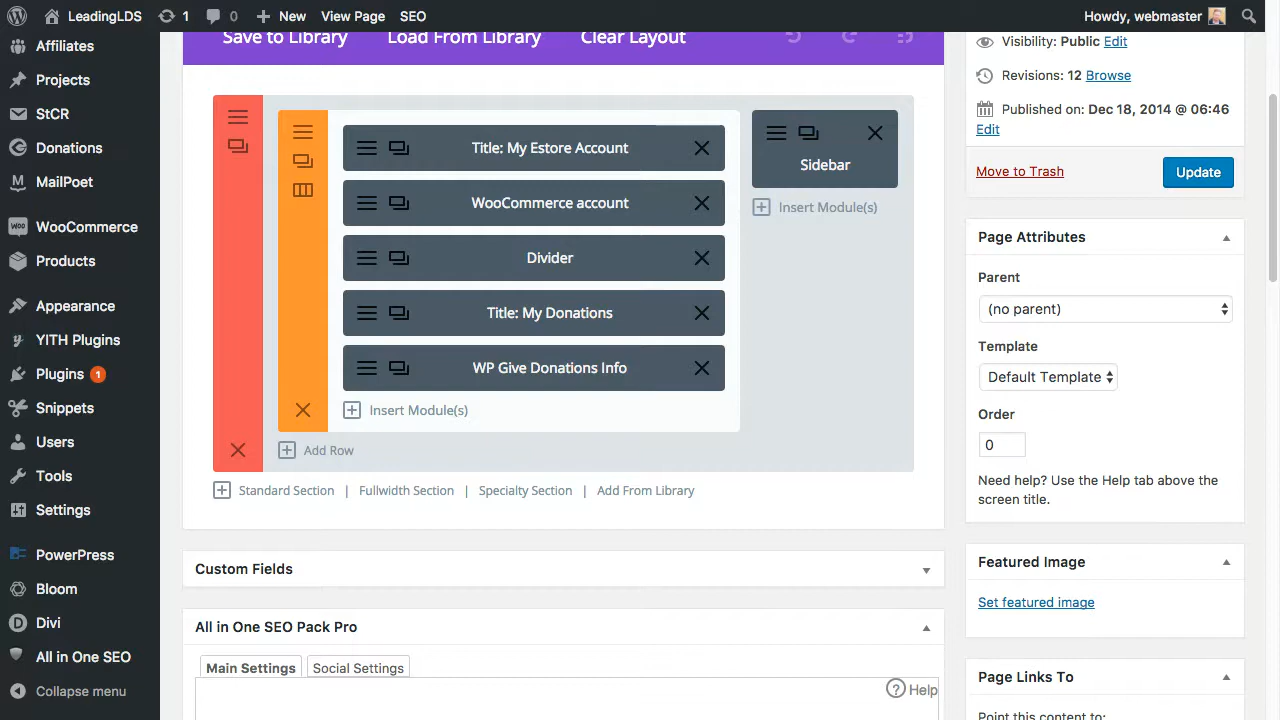 LeadingLDS 1 0 New View Page SEO Howdy, webmaster
Affiliates
Projects
StCR
Donations
MailPoet
WooCommerce
Products
Appearance
YITH Plugins
Plugins 1
Snippets
Users
Tools
Settings
PowerPress
Bloom
Divi
All in One SEO
Collapse menu
Save to Library Load From Library Clear Layout
Title: My Estore Account
WooCommerce account
Divider
Title: My Donations
WP Give Donations Info
Insert Module(s)
Add Row
Sidebar
Insert Module(s)
Standard Section | Fullwidth Section | Specialty Section | Add From Library
Custom Fields
All in One SEO Pack Pro
Main Settings Social Settings
Help
Visibility: Public Edit
Revisions: 12 Browse
Published on: Dec 18, 2014 @ 06:46
Edit
Move to Trash Update
Page Attributes
Parent
(no parent)
Template
Default Template
Order
0
Need help? Use the Help tab above the
screen title.
Featured Image
Set featured image
Page Links To
Point this content to: